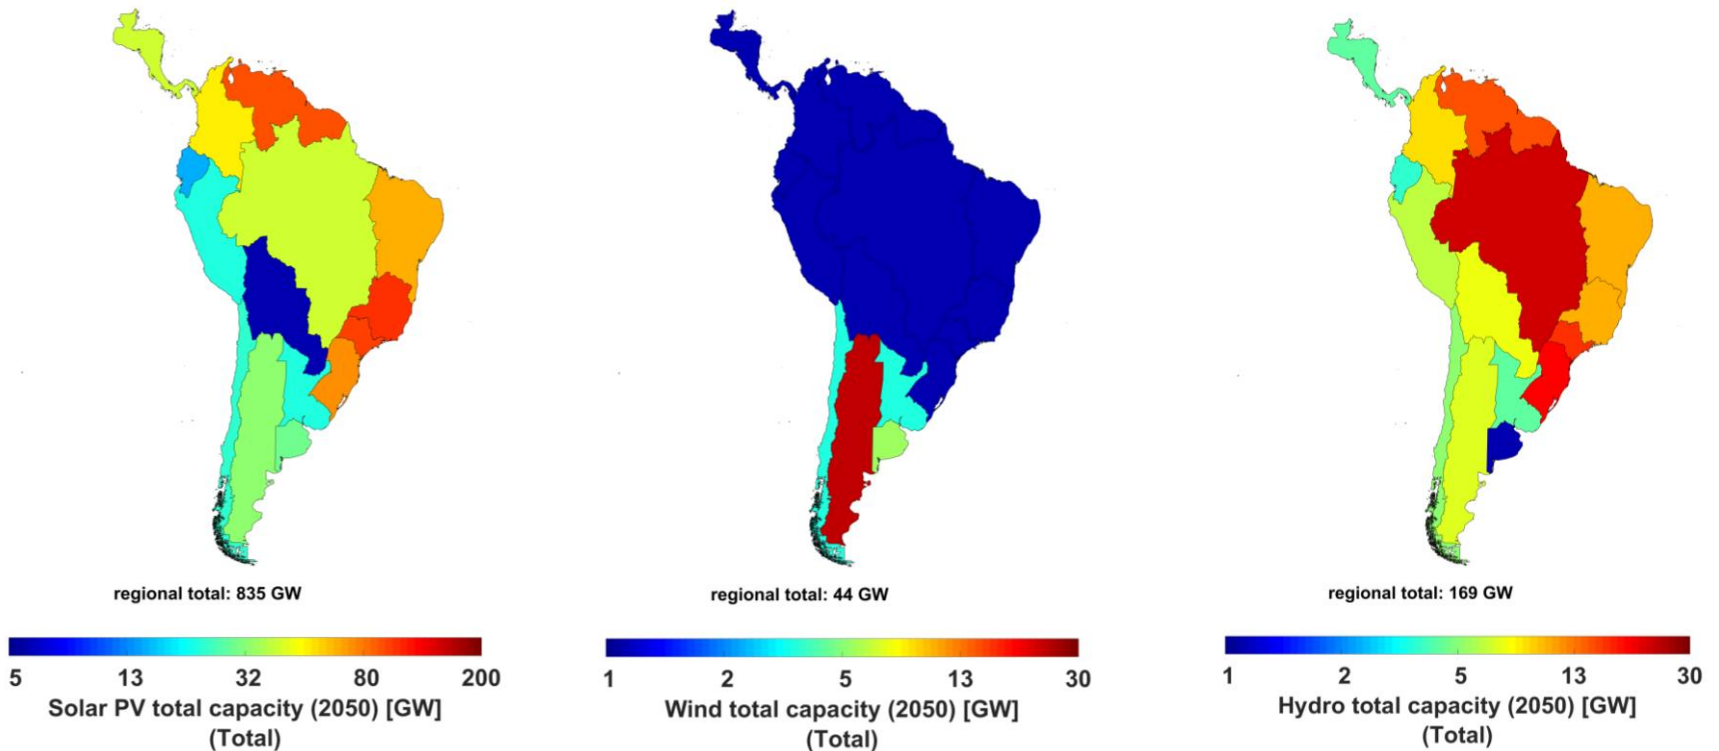 regional total: 835 GW
5 13 32 80 200
Solar PV total capacity (2050) [GW]
(Total)
regional total: 44 GW
1 2 5 13 30
Wind total capacity (2050) [GW]
(Total)
regional total: 169 GW
1 2 5 13 30
Hydro total capacity (2050) [GW]
(Total)